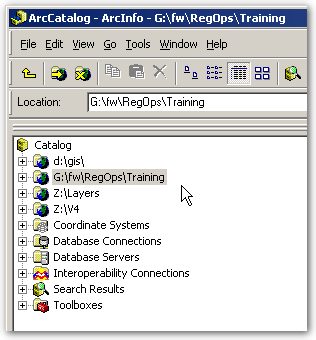 ArcCatalog - ArcInfo - G:\fw\RegOps\Training
File Edit View Go Tools Window Help
Location: G:\fw\RegOps\Training
Catalog
d:\gis\
G:\fw\RegOps\Training
Z:\Layers
Z:\V4
Coordinate Systems
Database Connections
Database Servers
Interoperability Connections
Search Results
Toolboxes